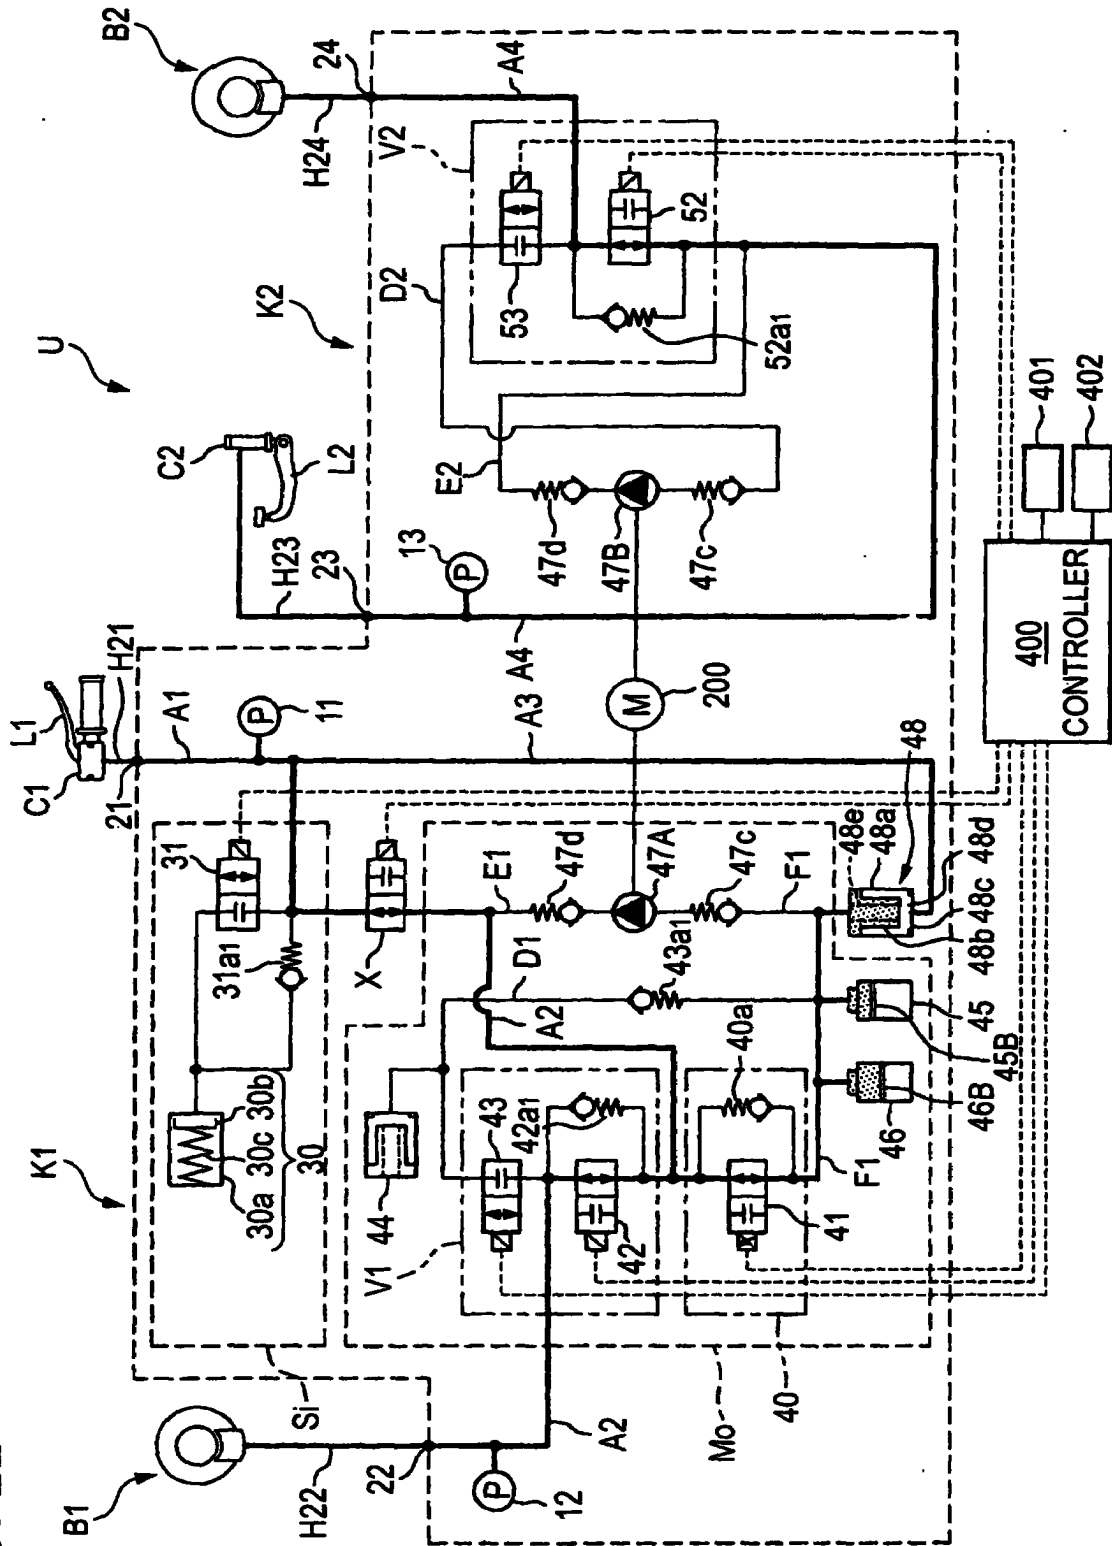 B2
24
A4
H24
V2
52
53
D2
K2
52a1
U
C2
L2
E2
47d
47B
47c
13
P
H23
23
A4
401
402
400
CONTROLLER
L1
C1
H21
A1
21
11
P
A3
M
200
31
31a1
X
E1
47d
47A
47c
F1
48
48e
48a
48d
48c
48b
D1
A2
43a1
40a
45
45B
46B
46
F1
K1
30b
30c
30a
30
44
43
42a1
42
41
V1
40
Mo
Si
A2
B1
H22
22
P
12